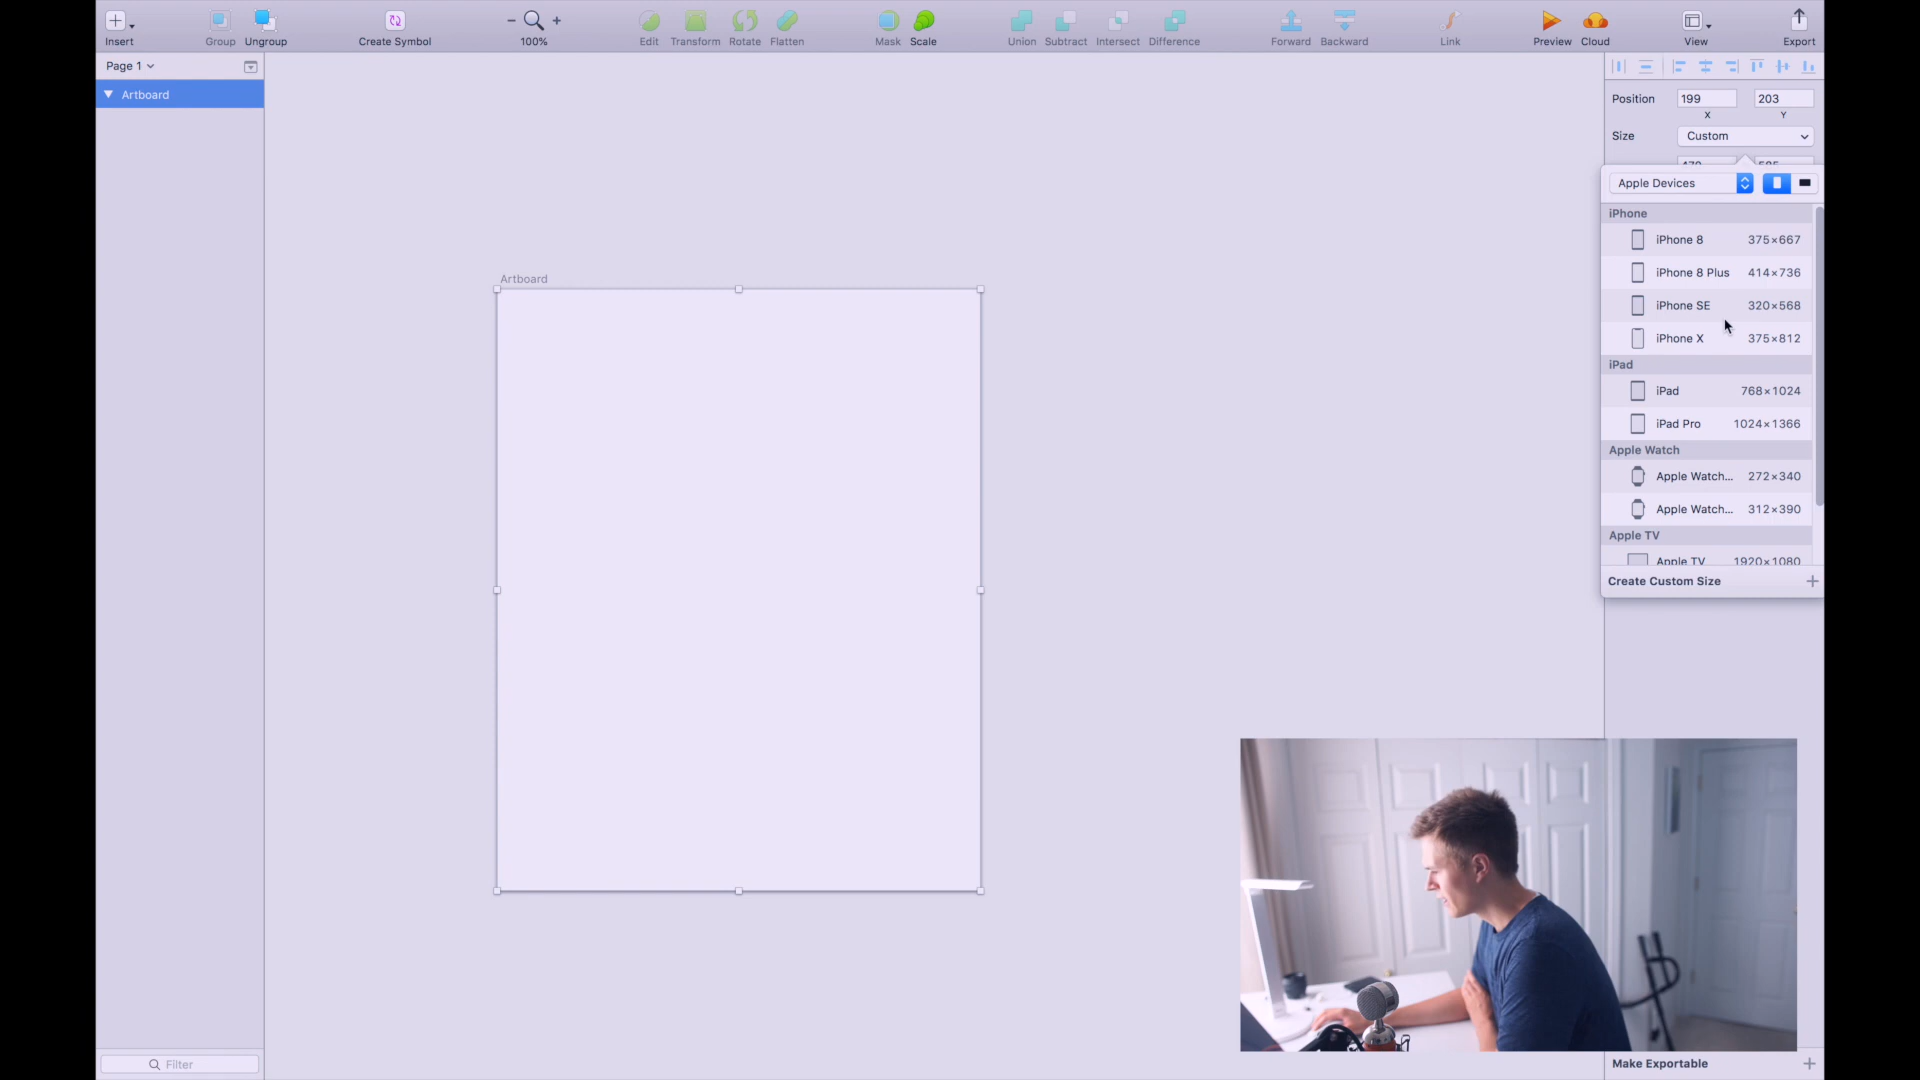 Insert
Group
Ungroup
Create Symbol
100%
Edit
Transform
Rotate
Flatten
Mask
Scale
Union
Subtract
Intersect
Difference
Forward
Backward
Link
Preview
Cloud
View
Export
Page 1
Artboard
Filter
Artboard
Position
199
203
X
Y
Size
Custom
Apple Devices
iPhone
iPhone 8 375×667
iPhone 8 Plus 414×736
iPhone SE 320×568
iPhone X 375×812
iPad
iPad 768×1024
iPad Pro 1024×1366
Apple Watch
Apple Watch... 272×340
Apple Watch... 312×390
Apple TV
Apple TV 1920×1080
Create Custom Size
Make Exportable